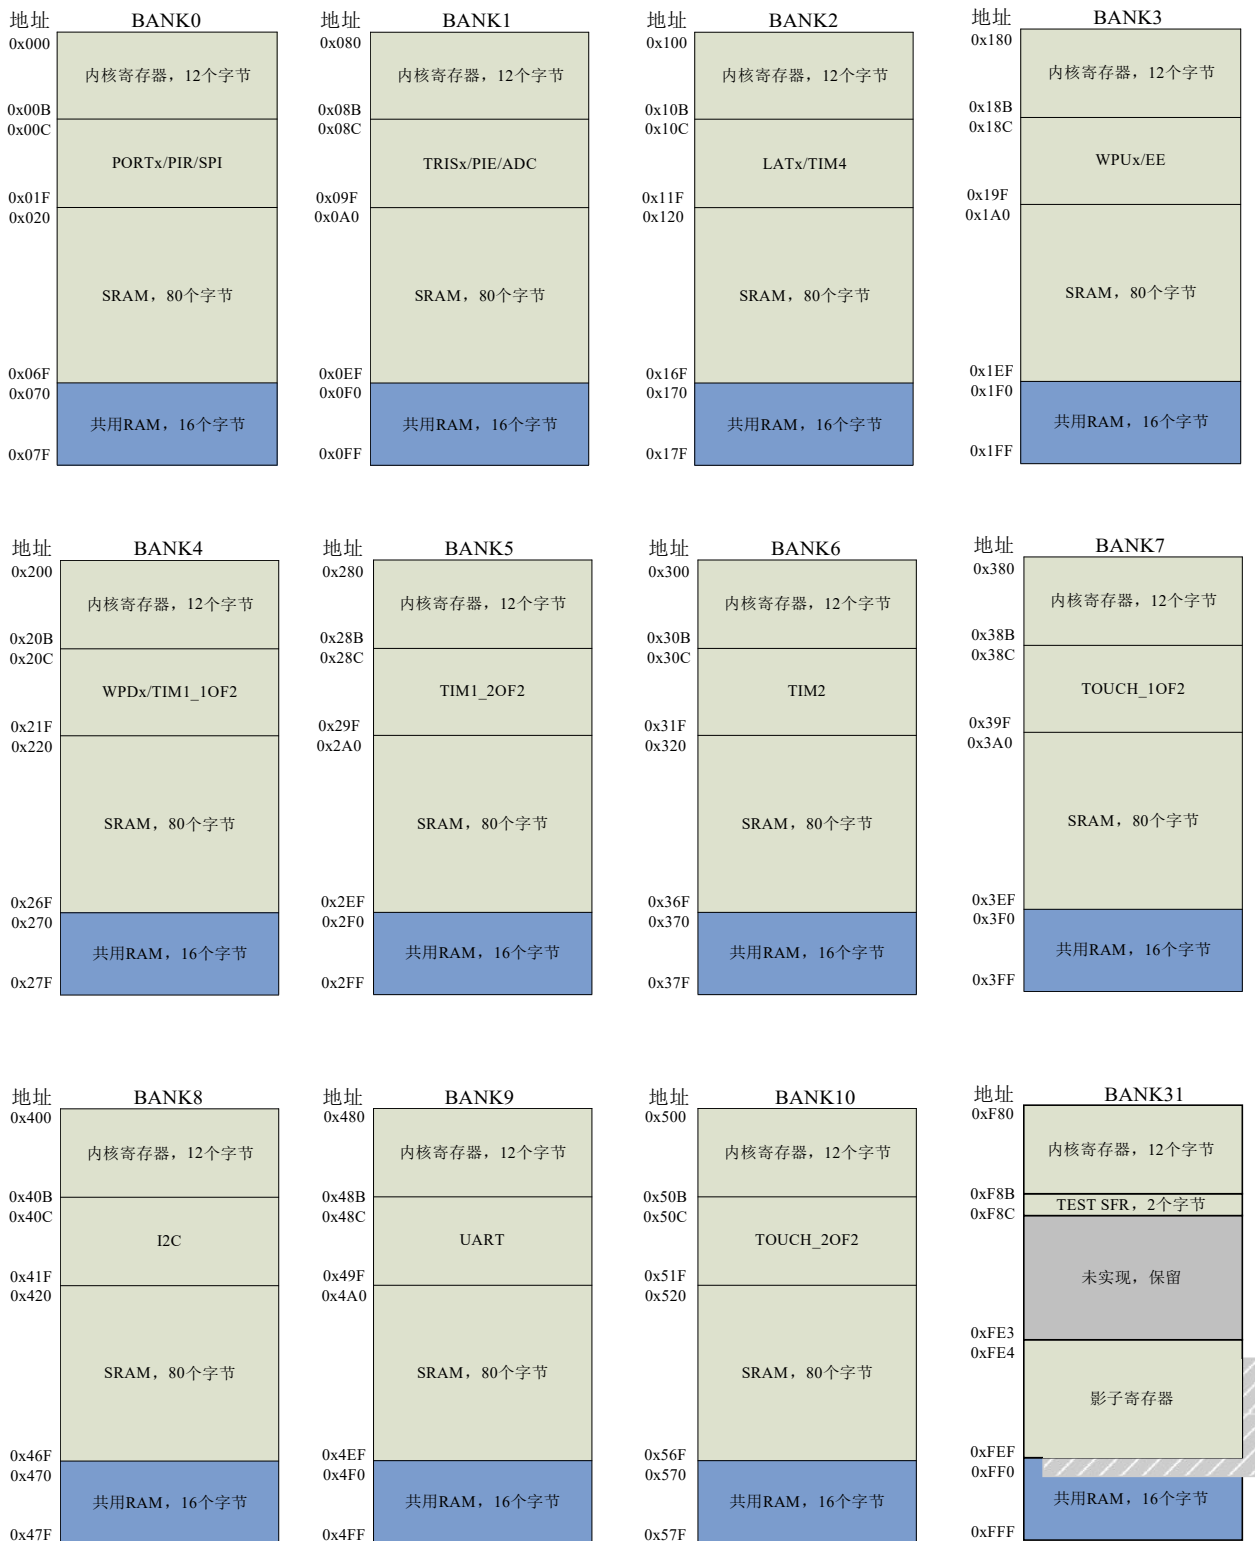 地址 BANK0
0x000
内核寄存器，12个字节
0x00B
0x00C
PORTx/PIR/SPI
0x01F
0x020
SRAM，80个字节
0x06F
0x070
共用RAM，16个字节
0x07F
地址 BANK1
0x080
内核寄存器，12个字节
0x08B
0x08C
TRISx/PIE/ADC
0x09F
0x0A0
SRAM，80个字节
0x0EF
0x0F0
共用RAM，16个字节
0x0FF
地址 BANK2
0x100
内核寄存器，12个字节
0x10B
0x10C
LATx/TIM4
0x11F
0x120
SRAM，80个字节
0x16F
0x170
共用RAM，16个字节
0x17F
地址 BANK3
0x180
内核寄存器，12个字节
0x18B
0x18C
WPUx/EE
0x19F
0x1A0
SRAM，80个字节
0x1EF
0x1F0
共用RAM，16个字节
0x1FF
地址 BANK4
0x200
内核寄存器，12个字节
0x20B
0x20C
WPDx/TIM1_1OF2
0x21F
0x220
SRAM，80个字节
0x26F
0x270
共用RAM，16个字节
0x27F
地址 BANK5
0x280
内核寄存器，12个字节
0x28B
0x28C
TIM1_2OF2
0x29F
0x2A0
SRAM，80个字节
0x2EF
0x2F0
共用RAM，16个字节
0x2FF
地址 BANK6
0x300
内核寄存器，12个字节
0x30B
0x30C
TIM2
0x31F
0x320
SRAM，80个字节
0x36F
0x370
共用RAM，16个字节
0x37F
地址 BANK7
0x380
内核寄存器，12个字节
0x38B
0x38C
TOUCH_1OF2
0x39F
0x3A0
SRAM，80个字节
0x3EF
0x3F0
共用RAM，16个字节
0x3FF
地址 BANK8
0x400
内核寄存器，12个字节
0x40B
0x40C
I2C
0x41F
0x420
SRAM，80个字节
0x46F
0x470
共用RAM，16个字节
0x47F
地址 BANK9
0x480
内核寄存器，12个字节
0x48B
0x48C
UART
0x49F
0x4A0
SRAM，80个字节
0x4EF
0x4F0
共用RAM，16个字节
0x4FF
地址 BANK10
0x500
内核寄存器，12个字节
0x50B
0x50C
TOUCH_2OF2
0x51F
0x520
SRAM，80个字节
0x56F
0x570
共用RAM，16个字节
0x57F
地址 BANK31
0xF80
内核寄存器，12个字节
0xF8B
TEST SFR，2个字节
0xF8C
未实现，保留
0xFE3
0xFE4
影子寄存器
0xFEF
0xFF0
共用RAM，16个字节
0xFFF